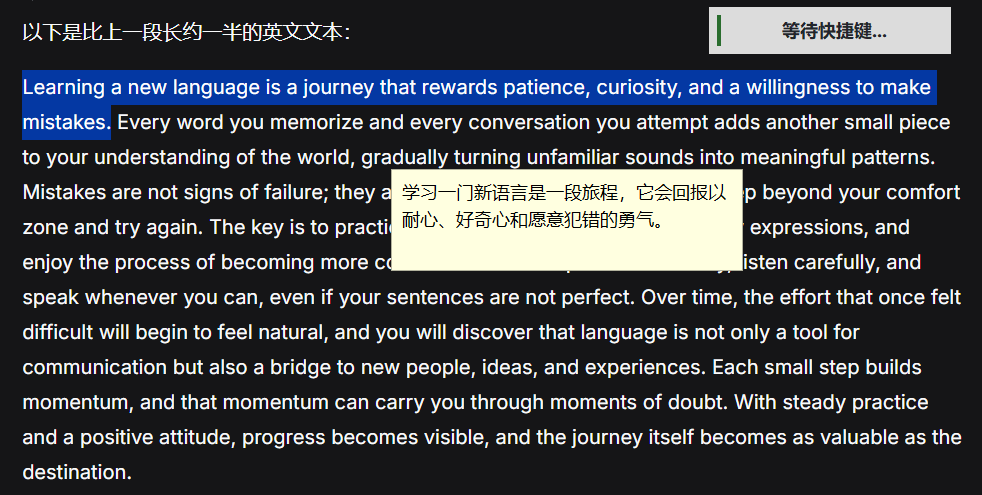 以下是比上一段长约一半的英文文本：
等待快捷键...
Learning a new language is a journey that rewards patience, curiosity, and a willingness to make
mistakes. Every word you memorize and every conversation you attempt adds another small piece
to your understanding of the world, gradually turning unfamiliar sounds into meaningful patterns.
Mistakes are not signs of failure; they
beyond your comfort
zone and try again. The key is to
expressions, and
enjoy the process of becoming more
listen carefully, and
学习一门新语言是一段旅程，它会回报以
耐心、好奇心和愿意犯错的勇气。
speak whenever you can, even if your sentences are not perfect. Over time, the effort that once felt
difficult will begin to feel natural, and you will discover that language is not only a tool for
communication but also a bridge to new people, ideas, and experiences. Each small step builds
momentum, and that momentum can carry you through moments of doubt. With steady practice
and a positive attitude, progress becomes visible, and the journey itself becomes as valuable as the
destination.